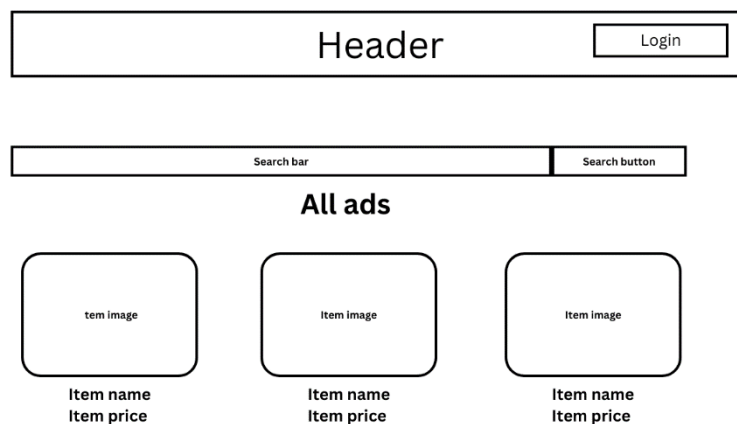 Header
Login
Search bar
Search button
All ads
tem image
Item image
Item image
Item name
Item price
Item name
Item price
Item name
Item price